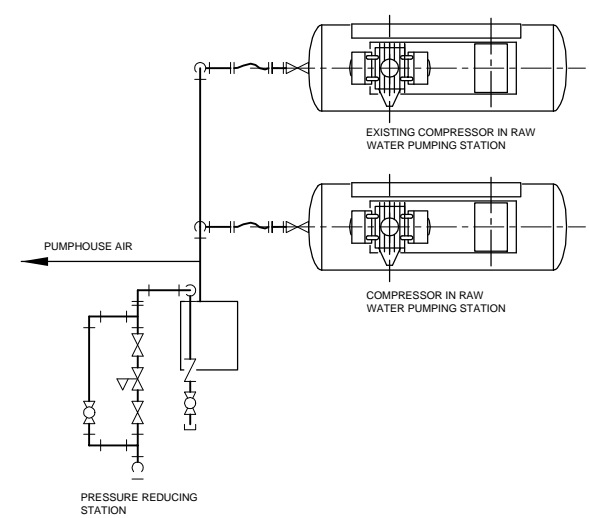 EXISTING COMPRESSOR IN RAW
WATER PUMPING STATION
PUMPHOUSE AIR
COMPRESSOR IN RAW
WATER PUMPING STATION
PRESSURE REDUCING
STATION